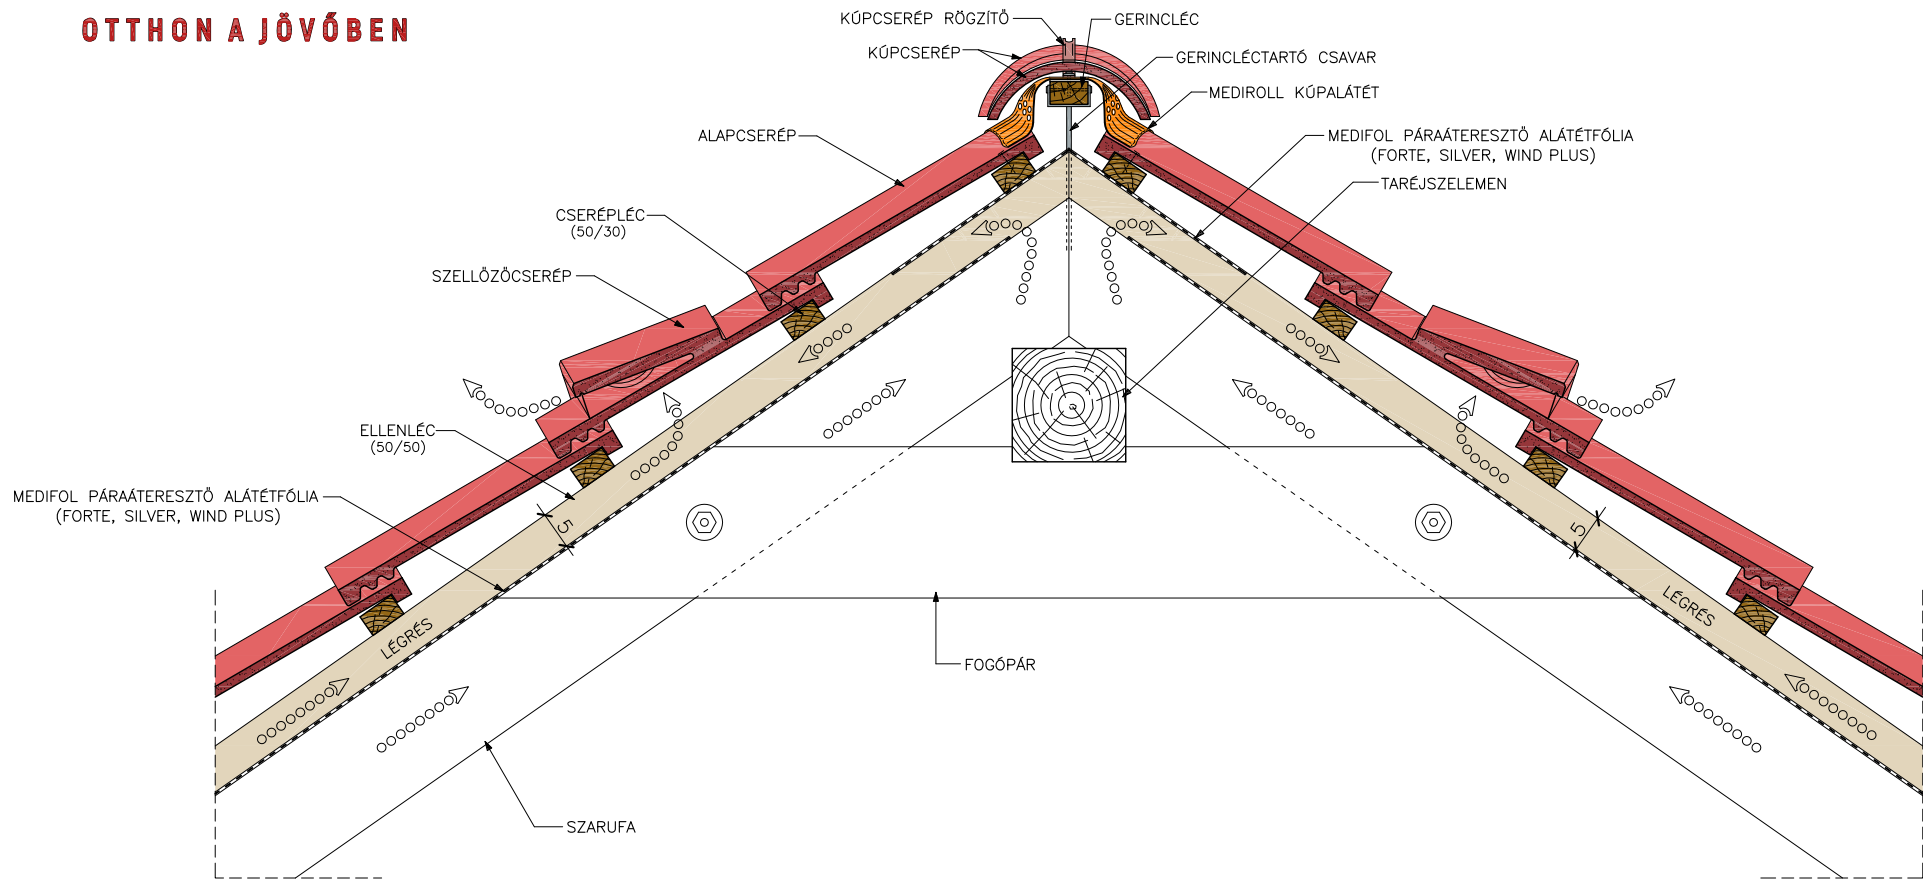 OTTHON A JÖVŐBEN
KÚPCSERÉP RÖGZÍTŐ
GERINCLÉC
KÚPCSERÉP
GERINCLÉCTARTÓ CSAVAR
MEDIROLL KÚPALÁTÉT
ALAPCSERÉP
MEDIFOL PÁRAÁTERESZTŐ ALÁTÉTFÓLIA
(FORTE, SILVER, WIND PLUS)
TARÉJSZELEMEN
CSERÉPLÉC
(50/30)
SZELLŐZŐCSERÉP
ELLENLÉC
(50/50)
MEDIFOL PÁRAÁTERESZTŐ ALÁTÉTFÓLIA
(FORTE, SILVER, WIND PLUS)
5
5
LÉGRÉS
LÉGRÉS
FOGÓPÁR
SZARUFA